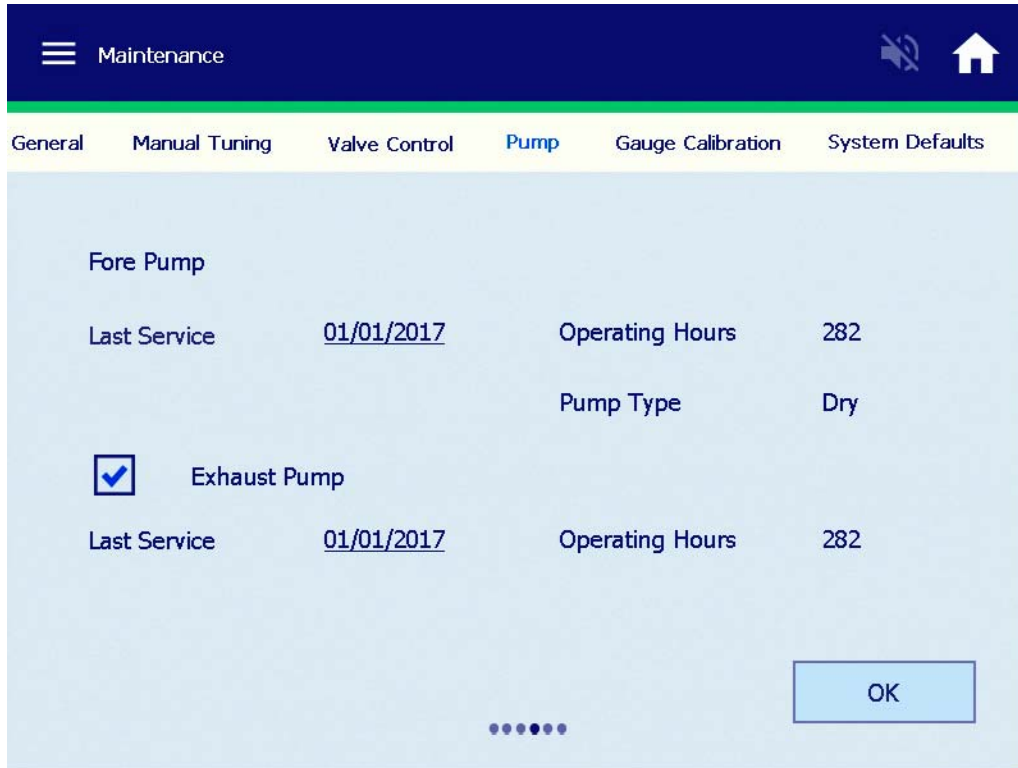 Maintenance
General Manual Tuning Valve Control Pump Gauge Calibration System Defaults
Fore Pump
Last Service 01/01/2017 Operating Hours 282
Pump Type Dry
Exhaust Pump
Last Service 01/01/2017 Operating Hours 282
OK